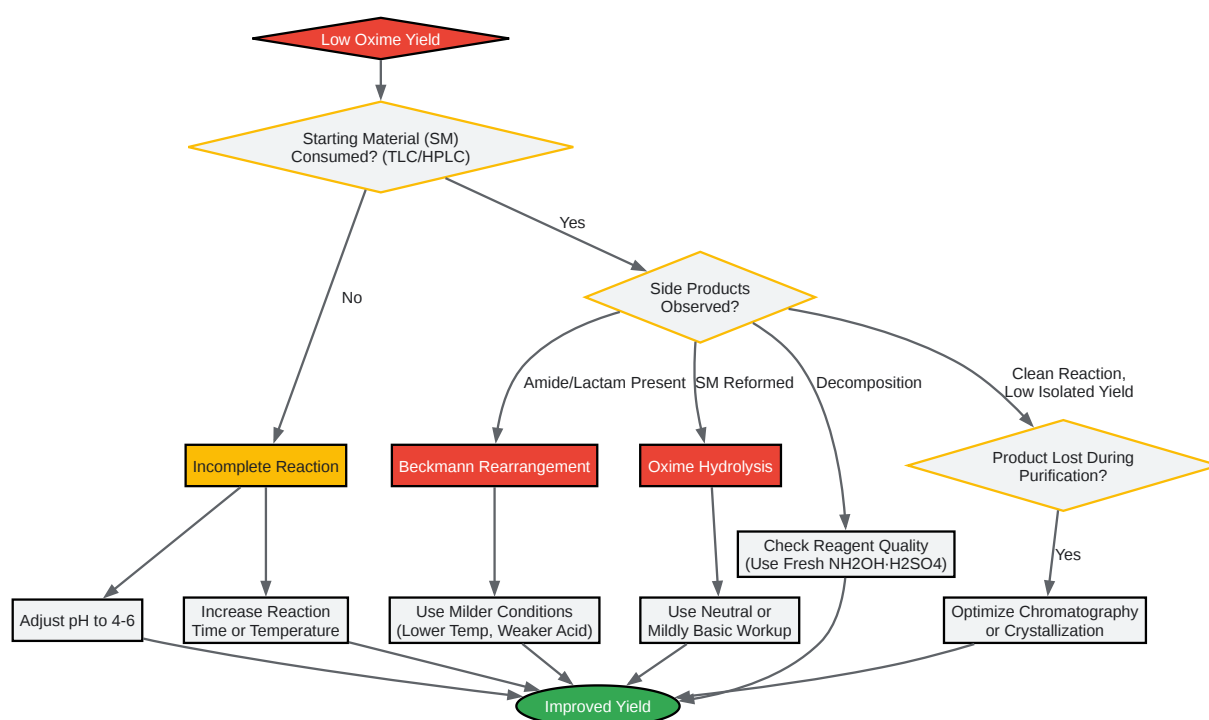 Low Oxime Yield
Starting Material (SM)
Consumed? (TLC/HPLC)
Yes
Side Products
Observed?
No
Clean Reaction,
Low Isolated Yield
Amide/Lactam Present
SM Reformed
Decomposition
Incomplete Reaction
Beckmann Rearrangement
Oxime Hydrolysis
Product Lost During
Purification?
Check Reagent Quality
(Use Fresh NH2OH·H2SO4)
Yes
Adjust pH to 4-6
Increase Reaction
Time or Temperature
Use Milder Conditions
(Lower Temp, Weaker Acid)
Use Neutral or
Mildly Basic Workup
Optimize Chromatography
or Crystallization
Improved Yield